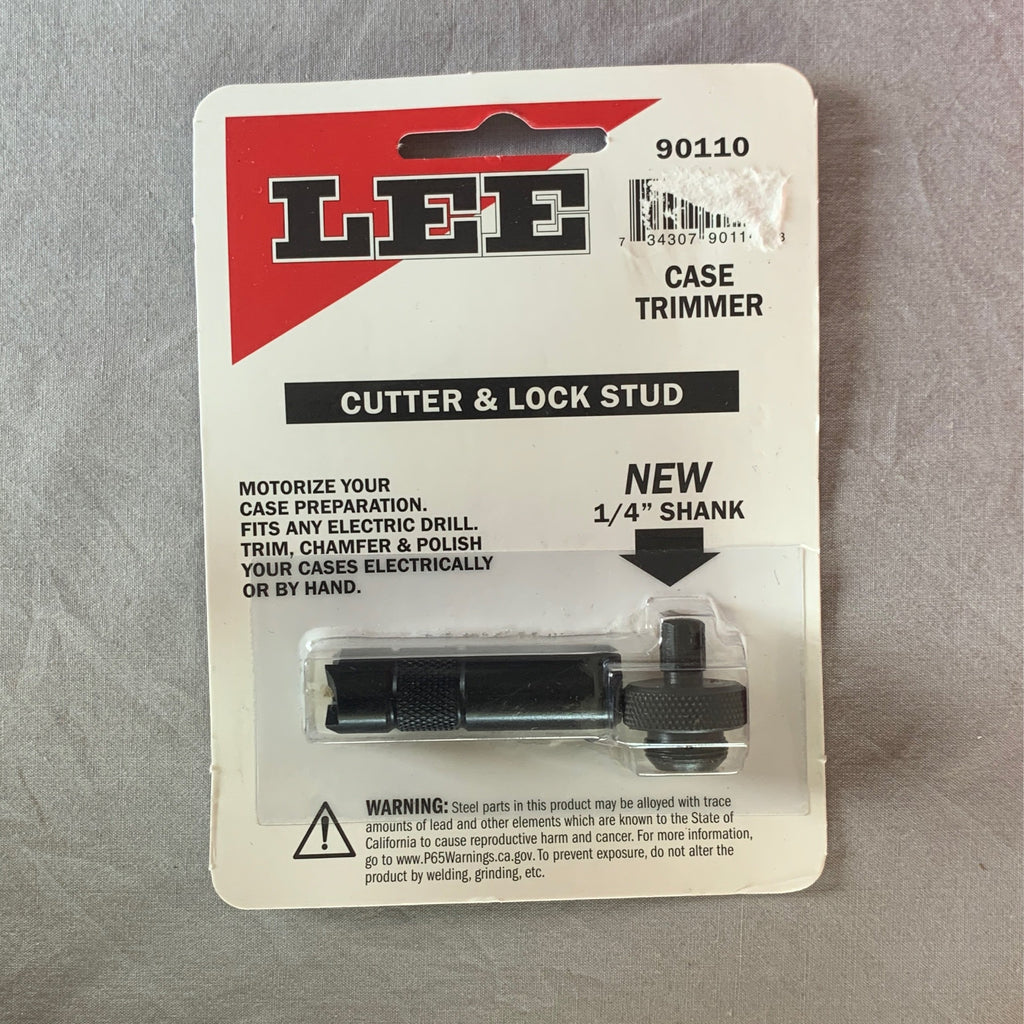 LEE
90110
7 34307 9011 3
CASE
TRIMMER
CUTTER & LOCK STUD
MOTORIZE YOUR
CASE PREPARATION.
FITS ANY ELECTRIC DRILL.
TRIM, CHAMFER & POLISH
YOUR CASES ELECTRICALLY
OR BY HAND.
NEW
1/4” SHANK
WARNING: Steel parts in this product may be alloyed with trace
amounts of lead and other elements which are known to the State of
California to cause reproductive harm and cancer. For more information,
go to www.P65Warnings.ca.gov. To prevent exposure, do not alter the
product by welding, grinding, etc.